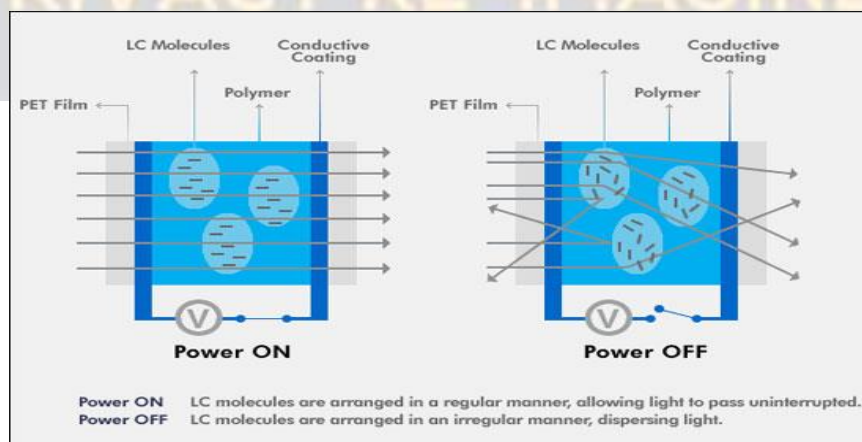 LC Molecules
Conductive
Coating
Polymer
PET Film
V
Power ON
LC Molecules
Conductive
Coating
Polymer
PET Film
V
Power OFF
Power ON LC molecules are arranged in a regular manner, allowing light to pass uninterrupted.
Power OFF LC molecules are arranged in an irregular manner, dispersing light.